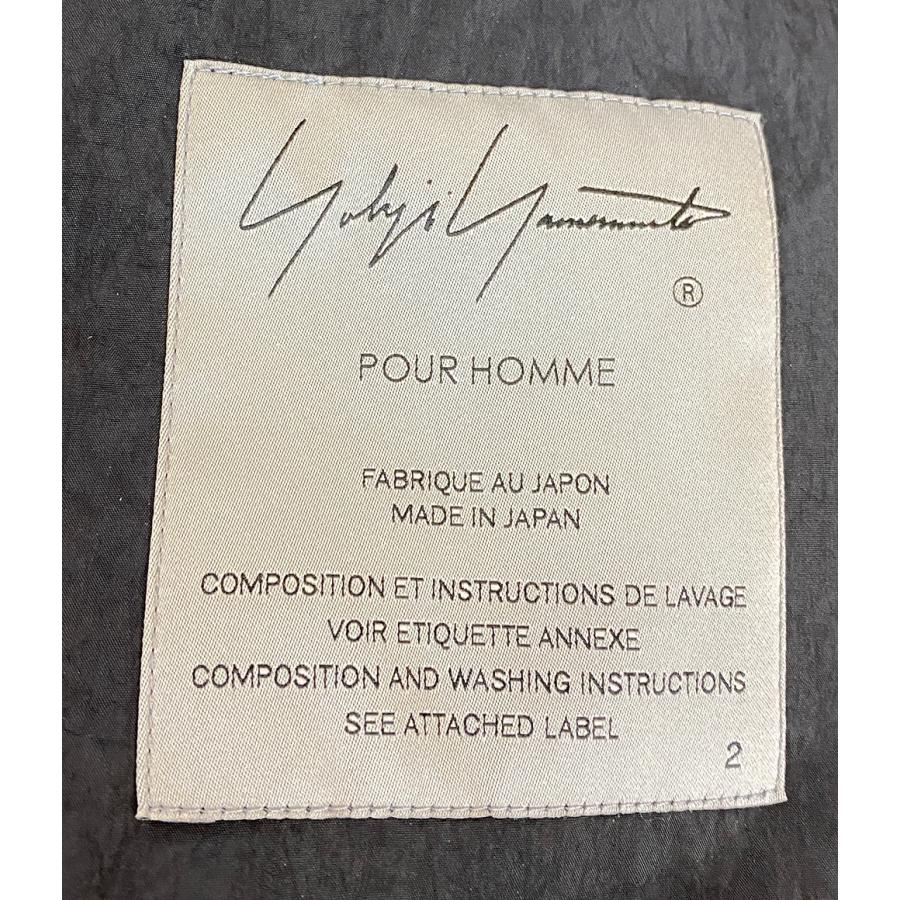 Yohji Yamamoto
®
POUR HOMME
FABRIQUE AU JAPON
MADE IN JAPAN
COMPOSITION ET INSTRUCTIONS DE LAVAGE
VOIR ETIQUETTE ANNEXE
COMPOSITION AND WASHING INSTRUCTIONS
SEE ATTACHED LABEL
2